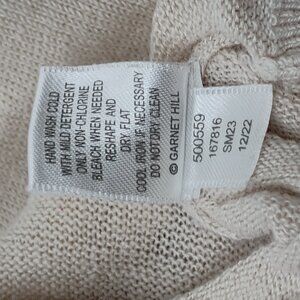 HAND WASH COLD
WITH MILD DETERGENT
ONLY NON-CHLORINE
BLEACH WHEN NEEDED
RESHAPE AND
DRY FLAT
COOL IRON IF NECESSARY
DO NOT DRY CLEAN
© GARNET HILL
500559
167816
SM23
12/22